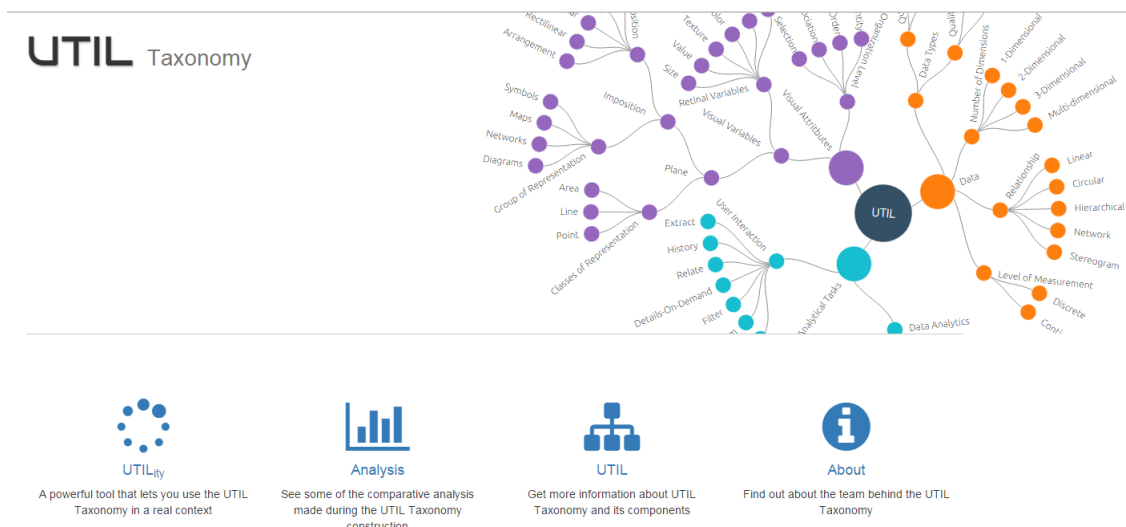 UTIL Taxonomy
Rectilinear
Arrangement
Imposition
Symbols
Maps
Networks
Diagrams
Group of Representation
Area
Line
Point
Classes of Representation
Plane
Visual Variables
Retinal Variables
Texture
Value
Size
Visual Attritbutes
Selection
Organization Level
Data Types
Number of Dimensions
1-Dimensional
2-Dimensional
3-Dimensional
Multi-dimensional
Data
UTIL
Relationship
Linear
Circular
Hierarchical
Network
Stereogram
Level of Measurement
Discrete
User Interaction
Extract
History
Relate
Details-On-Demand
Filter
Analytical Tasks
Data Analytics
UTILity
A powerful tool that lets you use the UTIL
Taxonomy in a real context
Analysis
See some of the comparative analysis
made during the UTIL Taxonomy
construction
UTIL
Get more information about UTIL
Taxonomy and its components
About
Find out about the team behind the UTIL
Taxonomy